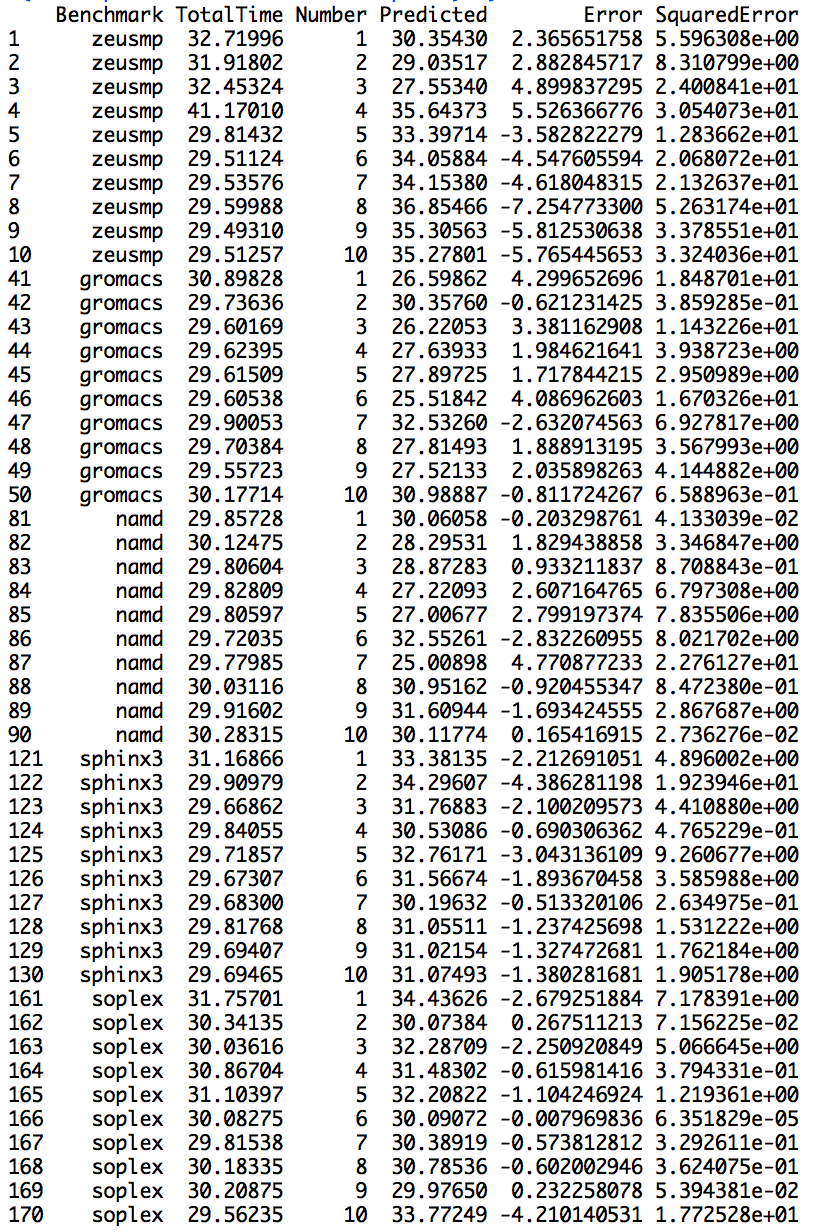 Benchmark TotalTime Number Predicted Error SquaredError
1 zeusmp 32.71996 1 30.35430 2.365651758 5.596308e+00
2 zeusmp 31.91802 2 29.03517 2.882845717 8.310799e+00
3 zeusmp 32.45324 3 27.55340 4.899837295 2.400841e+01
4 zeusmp 41.17010 4 35.64373 5.526366776 3.054073e+01
5 zeusmp 29.81432 5 33.39714 -3.582822279 1.283662e+01
6 zeusmp 29.51124 6 34.05884 -4.547605594 2.068072e+01
7 zeusmp 29.53576 7 34.15380 -4.618048315 2.132637e+01
8 zeusmp 29.59988 8 36.85466 -7.254773300 5.263174e+01
9 zeusmp 29.49310 9 35.30563 -5.812530638 3.378551e+01
10 zeusmp 29.51257 10 35.27801 -5.765445653 3.324036e+01
41 gromacs 30.89828 1 26.59862 4.299652696 1.848701e+01
42 gromacs 29.73636 2 30.35760 -0.621231425 3.859285e-01
43 gromacs 29.60169 3 26.22053 3.381162908 1.143226e+01
44 gromacs 29.62395 4 27.63933 1.984621641 3.938723e+00
45 gromacs 29.61509 5 27.89725 1.717844215 2.950989e+00
46 gromacs 29.60538 6 25.51842 4.086962603 1.670326e+01
47 gromacs 29.90053 7 32.53260 -2.632074563 6.927817e+00
48 gromacs 29.70384 8 27.81493 1.888913195 3.567993e+00
49 gromacs 29.55723 9 27.52133 2.035898263 4.144882e+00
50 gromacs 30.17714 10 30.98887 -0.811724267 6.588963e-01
81 namd 29.85728 1 30.06058 -0.203298761 4.133039e-02
82 namd 30.12475 2 28.29531 1.829438858 3.346847e+00
83 namd 29.80604 3 28.87283 0.933211837 8.708843e-01
84 namd 29.82809 4 27.22093 2.607164765 6.797308e+00
85 namd 29.80597 5 27.00677 2.799197374 7.835506e+00
86 namd 29.72035 6 32.55261 -2.832260955 8.021702e+00
87 namd 29.77985 7 25.00898 4.770877233 2.276127e+01
88 namd 30.03116 8 30.95162 -0.920455347 8.472380e-01
89 namd 29.91602 9 31.60944 -1.693424555 2.867687e+00
90 namd 30.28315 10 30.11774 0.165416915 2.736276e-02
121 sphinx3 31.16866 1 33.38135 -2.212691051 4.896002e+00
122 sphinx3 29.90979 2 34.29607 -4.386281198 1.923946e+01
123 sphinx3 29.66862 3 31.76883 -2.100209573 4.410880e+00
124 sphinx3 29.84055 4 30.53086 -0.690306362 4.765229e-01
125 sphinx3 29.71857 5 32.76171 -3.043136109 9.260677e+00
126 sphinx3 29.67307 6 31.56674 -1.893670458 3.585988e+00
127 sphinx3 29.68300 7 30.19632 -0.513320106 2.634975e-01
128 sphinx3 29.81768 8 31.05511 -1.237425698 1.531222e+00
129 sphinx3 29.69407 9 31.02154 -1.327472681 1.762184e+00
130 sphinx3 29.69465 10 31.07493 -1.380281681 1.905178e+00
161 soplex 31.75701 1 34.43626 -2.679251884 7.178391e+00
162 soplex 30.34135 2 30.07384 0.267511213 7.156225e-02
163 soplex 30.03616 3 32.28709 -2.250920849 5.066645e+00
164 soplex 30.86704 4 31.48302 -0.615981416 3.794331e-01
165 soplex 31.10397 5 32.20822 -1.104246924 1.219361e+00
166 soplex 30.08275 6 30.09072 -0.007969836 6.351829e-05
167 soplex 29.81538 7 30.38919 -0.573812812 3.292611e-01
168 soplex 30.18335 8 30.78536 -0.602002946 3.624075e-01
169 soplex 30.20875 9 29.97650 0.232258078 5.394381e-02
170 soplex 29.56235 10 33.77249 -4.210140531 1.772528e+01